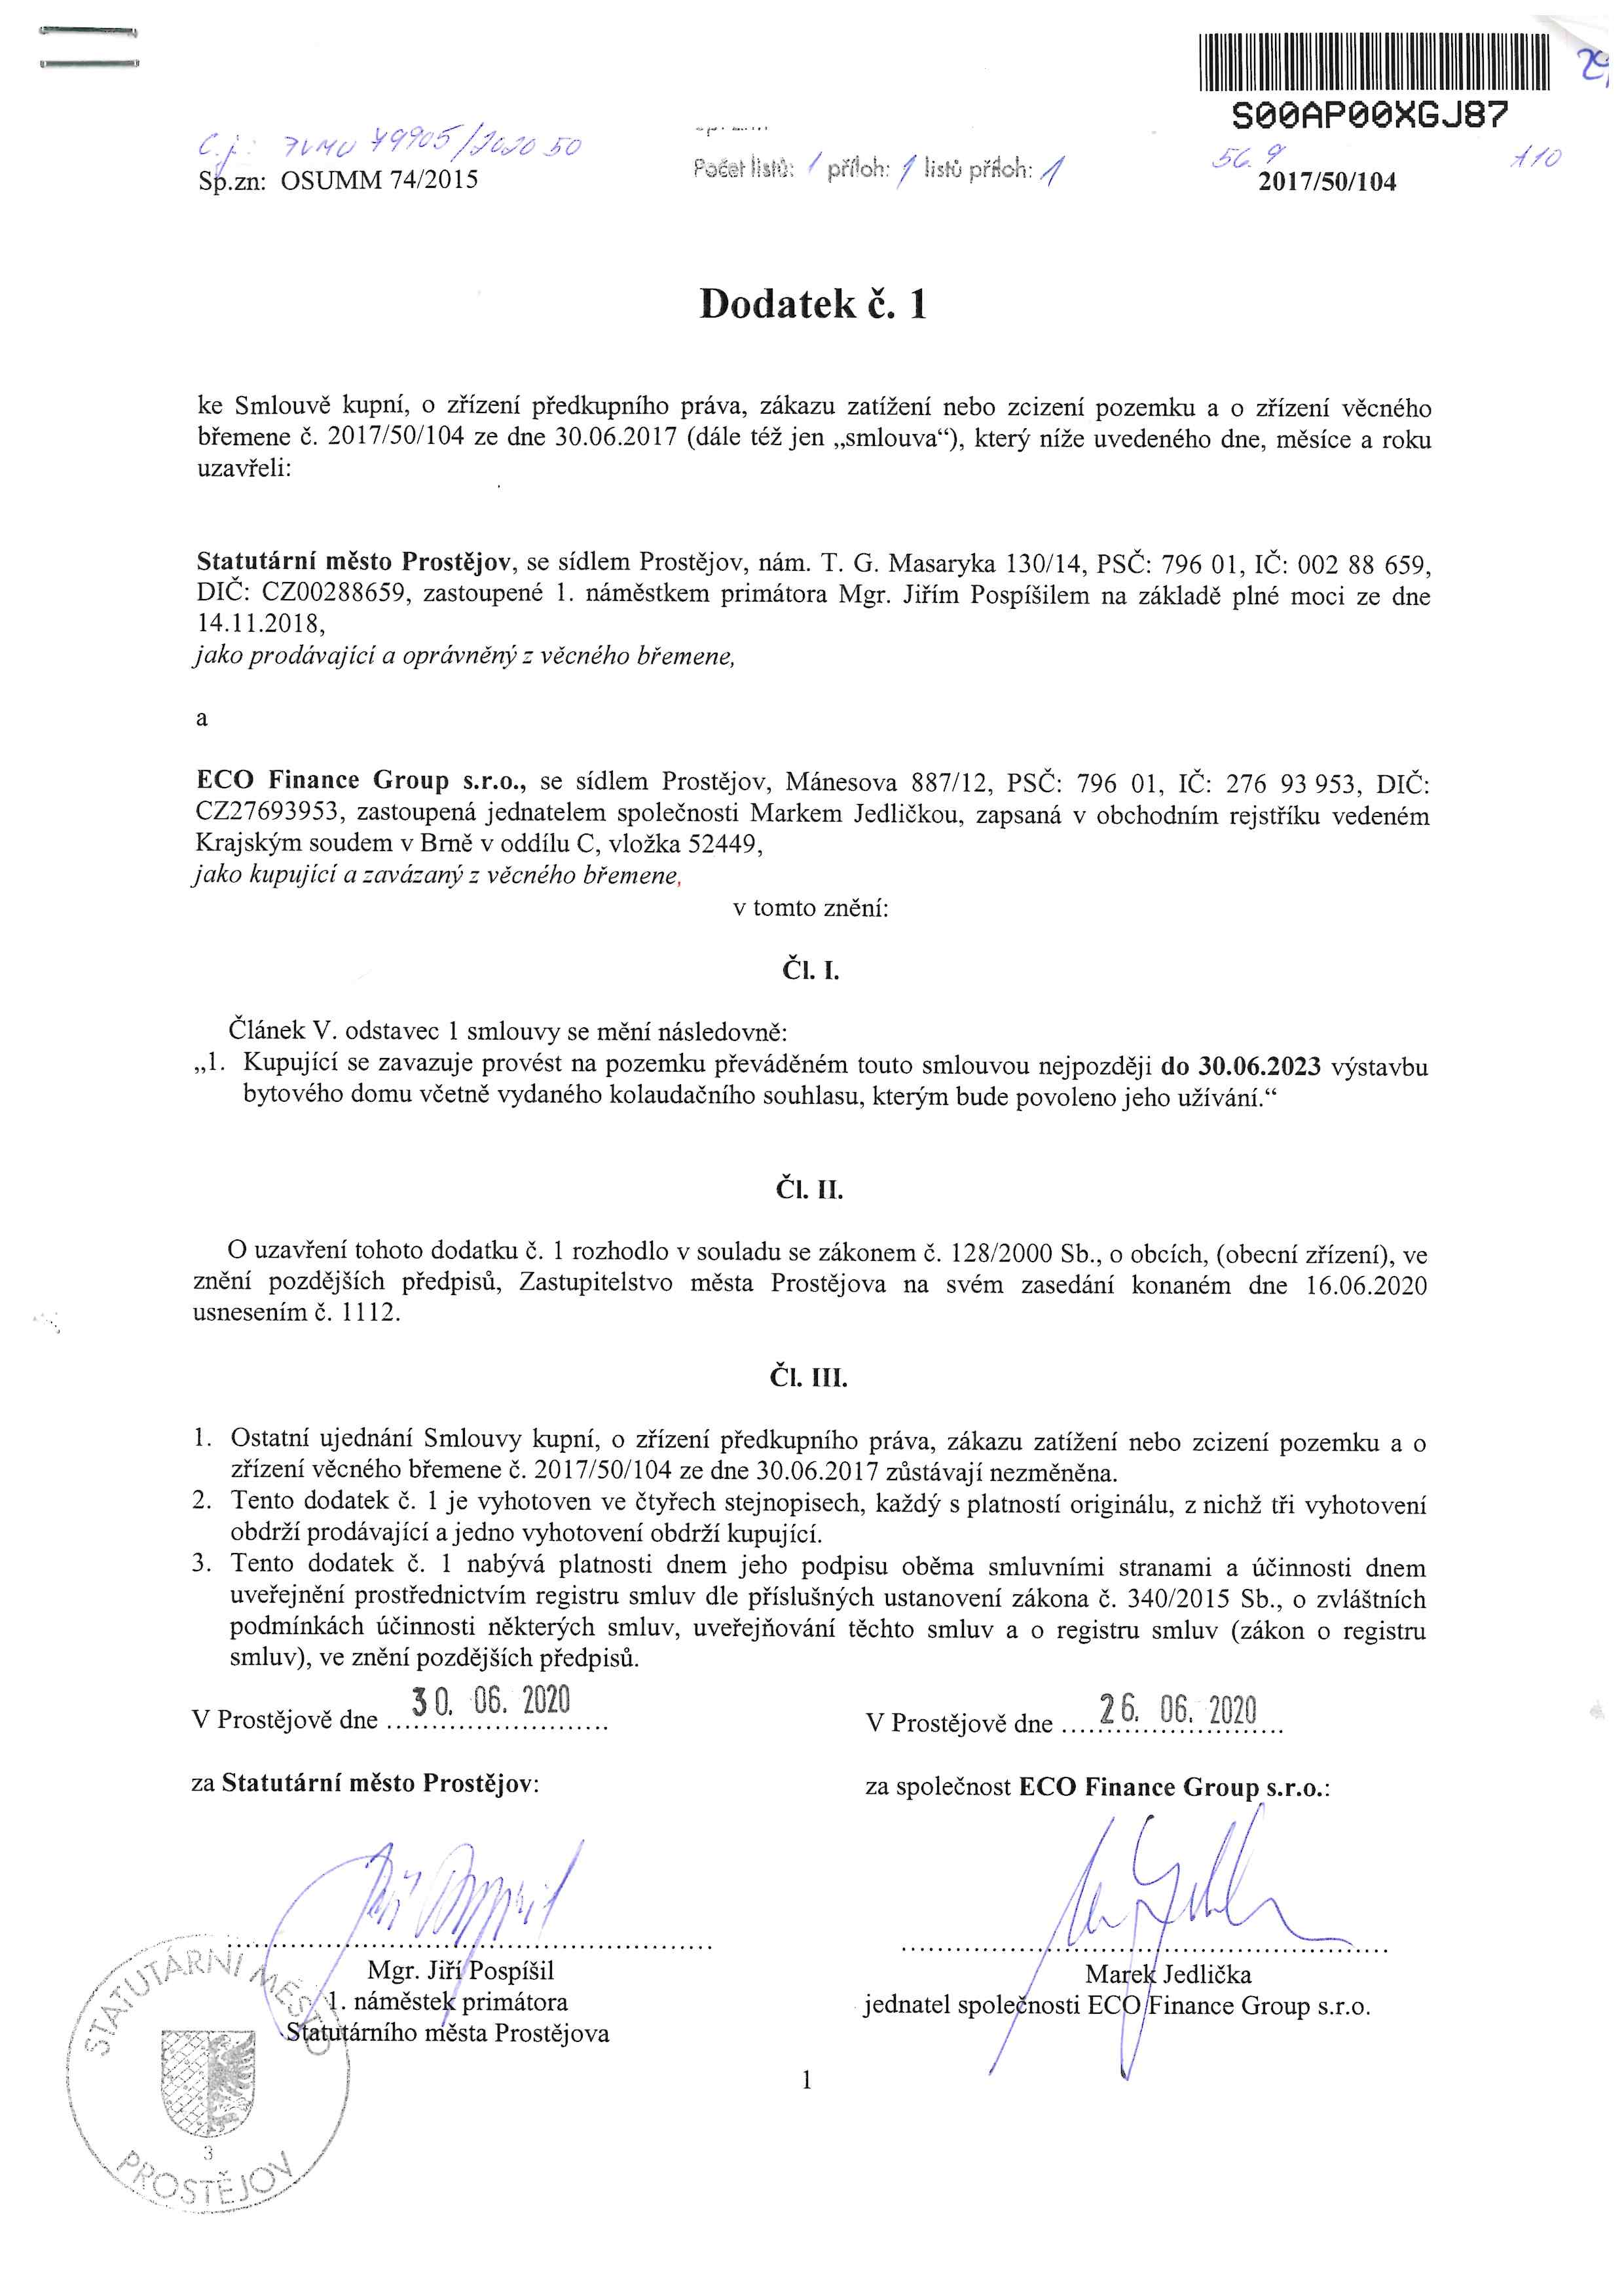 S00AP00XGJ87
Č.j.: PVMU 79905/2020 50
Počet listů: 1 příloh: 1 listů příloh: 1
56. 9
110
Sp.zn: OSUMM 74/2015
2017/50/104
Dodatek č. 1
ke Smlouvě kupní, o zřízení předkupního práva, zákazu zatížení nebo zcizení pozemku a o zřízení věcného
břemene č. 2017/50/104 ze dne 30.06.2017 (dále též jen „smlouva“), který níže uvedeného dne, měsíce a roku
uzavřeli:
Statutární město Prostějov, se sídlem Prostějov, nám. T. G. Masaryka 130/14, PSČ: 796 01, IČ: 002 88 659,
DIČ: CZ00288659, zastoupené 1. náměstkem primátora Mgr. Jiřím Pospíšilem na základě plné moci ze dne
14.11.2018,
jako prodávající a oprávněný z věcného břemene,
a
ECO Finance Group s.r.o., se sídlem Prostějov, Mánesova 887/12, PSČ: 796 01, IČ: 276 93 953, DIČ:
CZ27693953, zastoupená jednatelem společnosti Markem Jedličkou, zapsaná v obchodním rejstříku vedeném
Krajským soudem v Brně v oddílu C, vložka 52449,
jako kupující a zavázaný z věcného břemene,
v tomto znění:
Čl. I.
Článek V. odstavec 1 smlouvy se mění následovně:
„1. Kupující se zavazuje provést na pozemku převáděném touto smlouvou nejpozději do 30.06.2023 výstavbu
bytového domu včetně vydaného kolaudačního souhlasu, kterým bude povoleno jeho užívání.“
Čl. II.
O uzavření tohoto dodatku č. 1 rozhodlo v souladu se zákonem č. 128/2000 Sb., o obcích, (obecní zřízení), ve
znění pozdějších předpisů, Zastupitelstvo města Prostějova na svém zasedání konaném dne 16.06.2020
usnesením č. 1112.
Čl. III.
1. Ostatní ujednání Smlouvy kupní, o zřízení předkupního práva, zákazu zatížení nebo zcizení pozemku a o
zřízení věcného břemene č. 2017/50/104 ze dne 30.06.2017 zůstávají nezměněna.
2. Tento dodatek č. 1 je vyhotoven ve čtyřech stejnopisech, každý s platností originálu, z nichž tři vyhotovení
obdrží prodávající a jedno vyhotovení obdrží kupující.
3. Tento dodatek č. 1 nabývá platnosti dnem jeho podpisu oběma smluvními stranami a účinnosti dnem
uveřejnění prostřednictvím registru smluv dle příslušných ustanovení zákona č. 340/2015 Sb., o zvláštních
podmínkách účinnosti některých smluv, uveřejňování těchto smluv a o registru smluv (zákon o registru
smluv), ve znění pozdějších předpisů.
V Prostějově dne 30. 06. 2020
V Prostějově dne 26. 06. 2020
za Statutární město Prostějov:
za společnost ECO Finance Group s.r.o.:
Mgr. Jiří Pospíšil
1. náměstek primátora
Statutárního města Prostějova
Marek Jedlička
jednatel společnosti ECO Finance Group s.r.o.
STATUTÁRNÍ MĚSTO
3
PROSTĚJOV
1